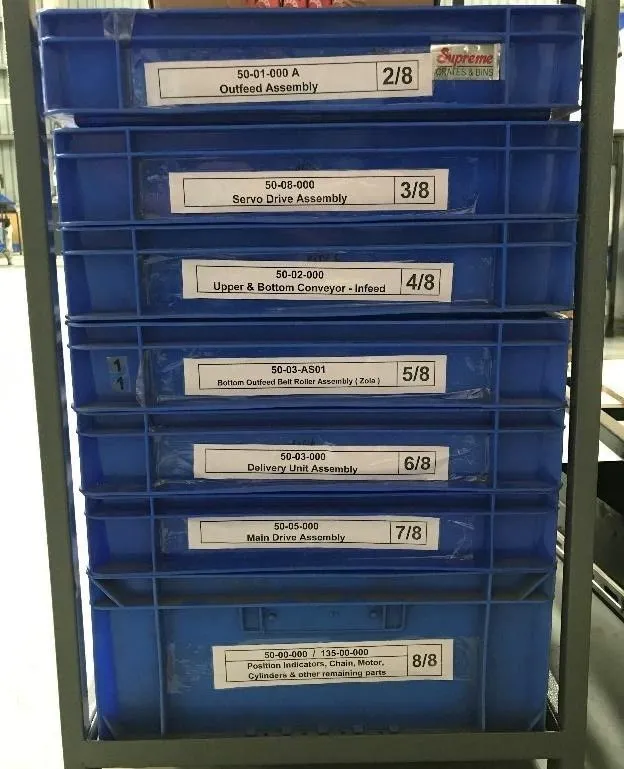 50-01-000 A
Outfeed Assembly
2/8
Supreme
CRATES & BINS
50-08-000
Servo Drive Assembly
3/8
50-02-000
Upper & Bottom Conveyor - Infeed
4/8
1
1
50-03-AS01
Bottom Outfeed Belt Roller Assembly ( Zola )
5/8
50-03-000
Delivery Unit Assembly
6/8
50-05-000
Main Drive Assembly
7/8
50-00-000 / 135-00-000
Position Indicators, Chain, Motor,
Cylinders & other remaining parts
8/8